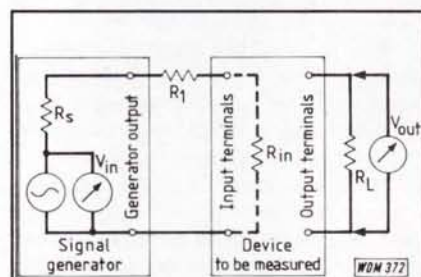 Rs
Vin
Generator output
R1
Input terminals
Rin
Output terminals
RL
Vout
Signal
generator
Device
to be measured
WDM 372